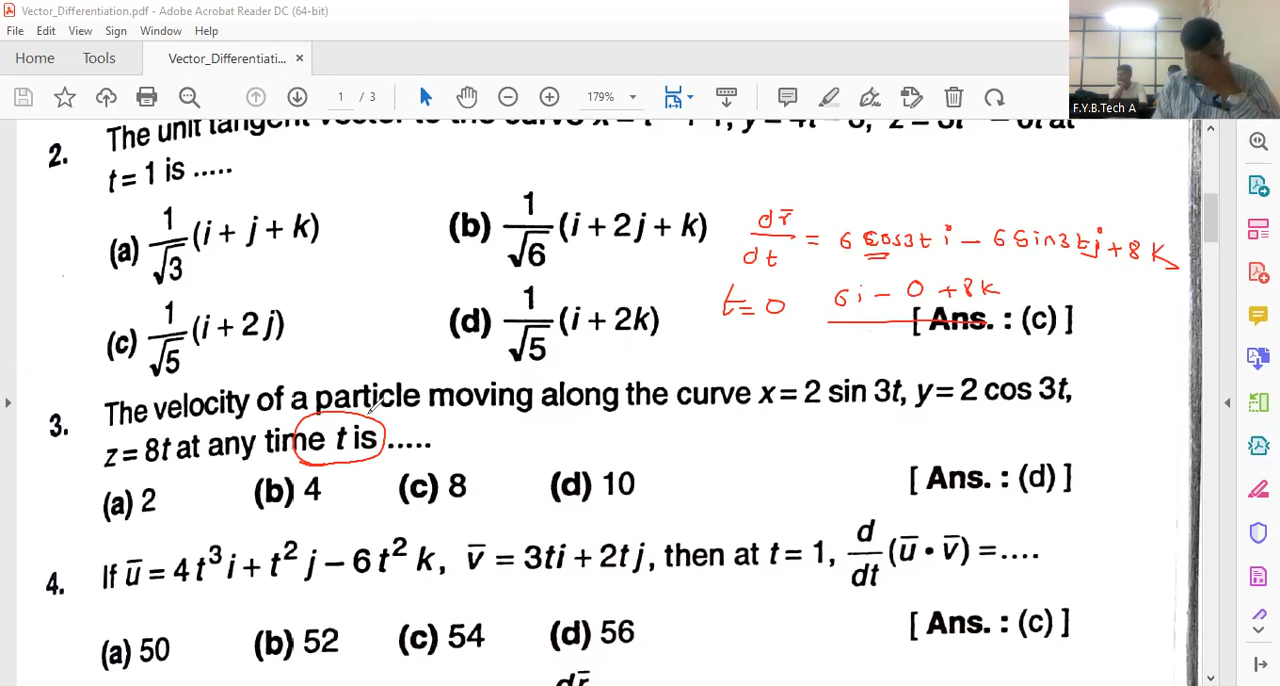 Vector_Differentiation.pdf - Adobe Acrobat Reader DC (64-bit)
File Edit View Sign Window Help
Home Tools Vector_Differentiati... ×
1 / 3 179%
F.Y.B.Tech A
2. The unit tangent vector to the curve
t = 1 is .....
(a) 1/√3 (i + j + k) (b) 1/√6 (i + 2j + k)
dr̄/dt = 6 cos3t i - 6 sin3t j + 8 k
t = 0 6i - 0 + 8k
(c) 1/√5 (i + 2j) (d) 1/√5 (i + 2k) [ Ans. : (c) ]
3. The velocity of a particle moving along the curve x = 2 sin 3t, y = 2 cos 3t,
z = 8t at any time t is .....
(a) 2 (b) 4 (c) 8 (d) 10 [ Ans. : (d) ]
4. If ū = 4t³i + t² j – 6t² k, v̄ = 3ti + 2tj, then at t = 1, d/dt (ū • v̄) = ....
(a) 50 (b) 52 (c) 54 (d) 56 [ Ans. : (c) ]
dr̄